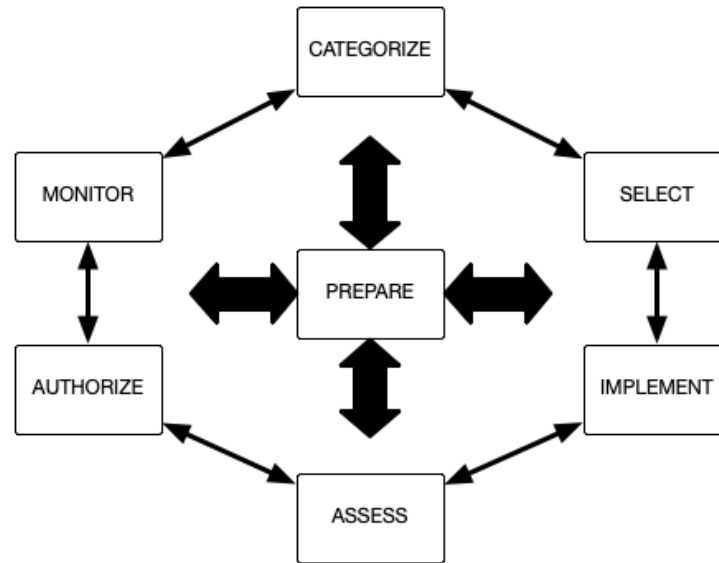 CATEGORIZE
MONITOR
SELECT
PREPARE
AUTHORIZE
IMPLEMENT
ASSESS